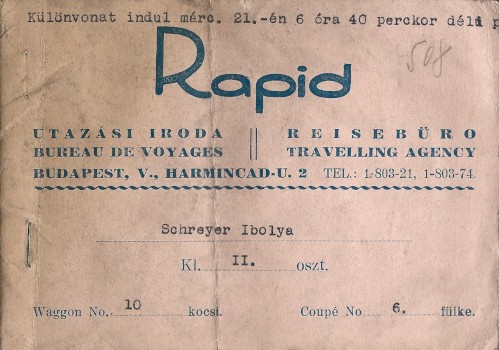 Különvonat indul márc. 21.-én 6 óra 40 perckor déli p
508
Rapid
UTAZÁSI IRODA || REISEBÜRO
BUREAU DE VOYAGES || TRAVELLING AGENCY
BUDAPEST, V., HARMINCAD-U. 2 TEL.: 1-803-21, 1-803-74.
Schreyer Ibolya
Kl. II. oszt.
Waggon No. 10 kocsi. Coupé No 6. fülke.